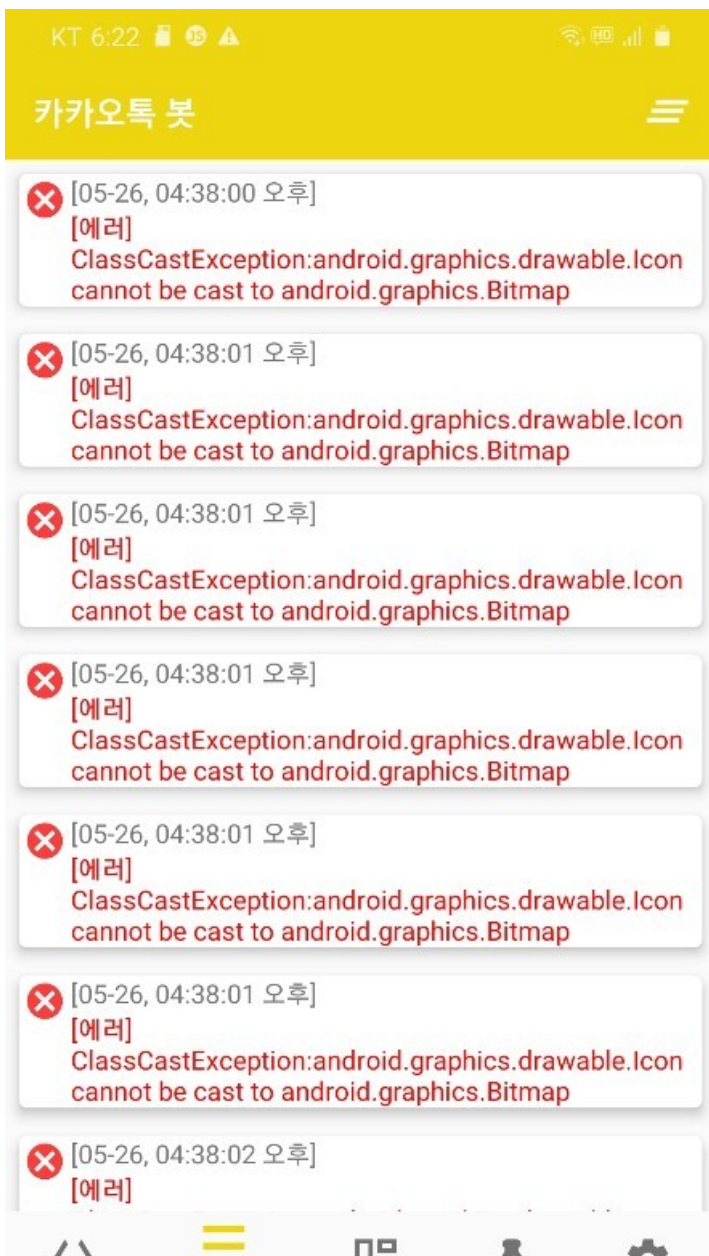 KT 6:22 JS HD
카카오톡 봇
[05-26, 04:38:00 오후]
[에러]
ClassCastException:android.graphics.drawable.Icon
cannot be cast to android.graphics.Bitmap
[05-26, 04:38:01 오후]
[에러]
ClassCastException:android.graphics.drawable.Icon
cannot be cast to android.graphics.Bitmap
[05-26, 04:38:01 오후]
[에러]
ClassCastException:android.graphics.drawable.Icon
cannot be cast to android.graphics.Bitmap
[05-26, 04:38:01 오후]
[에러]
ClassCastException:android.graphics.drawable.Icon
cannot be cast to android.graphics.Bitmap
[05-26, 04:38:01 오후]
[에러]
ClassCastException:android.graphics.drawable.Icon
cannot be cast to android.graphics.Bitmap
[05-26, 04:38:01 오후]
[에러]
ClassCastException:android.graphics.drawable.Icon
cannot be cast to android.graphics.Bitmap
[05-26, 04:38:02 오후]
[에러]